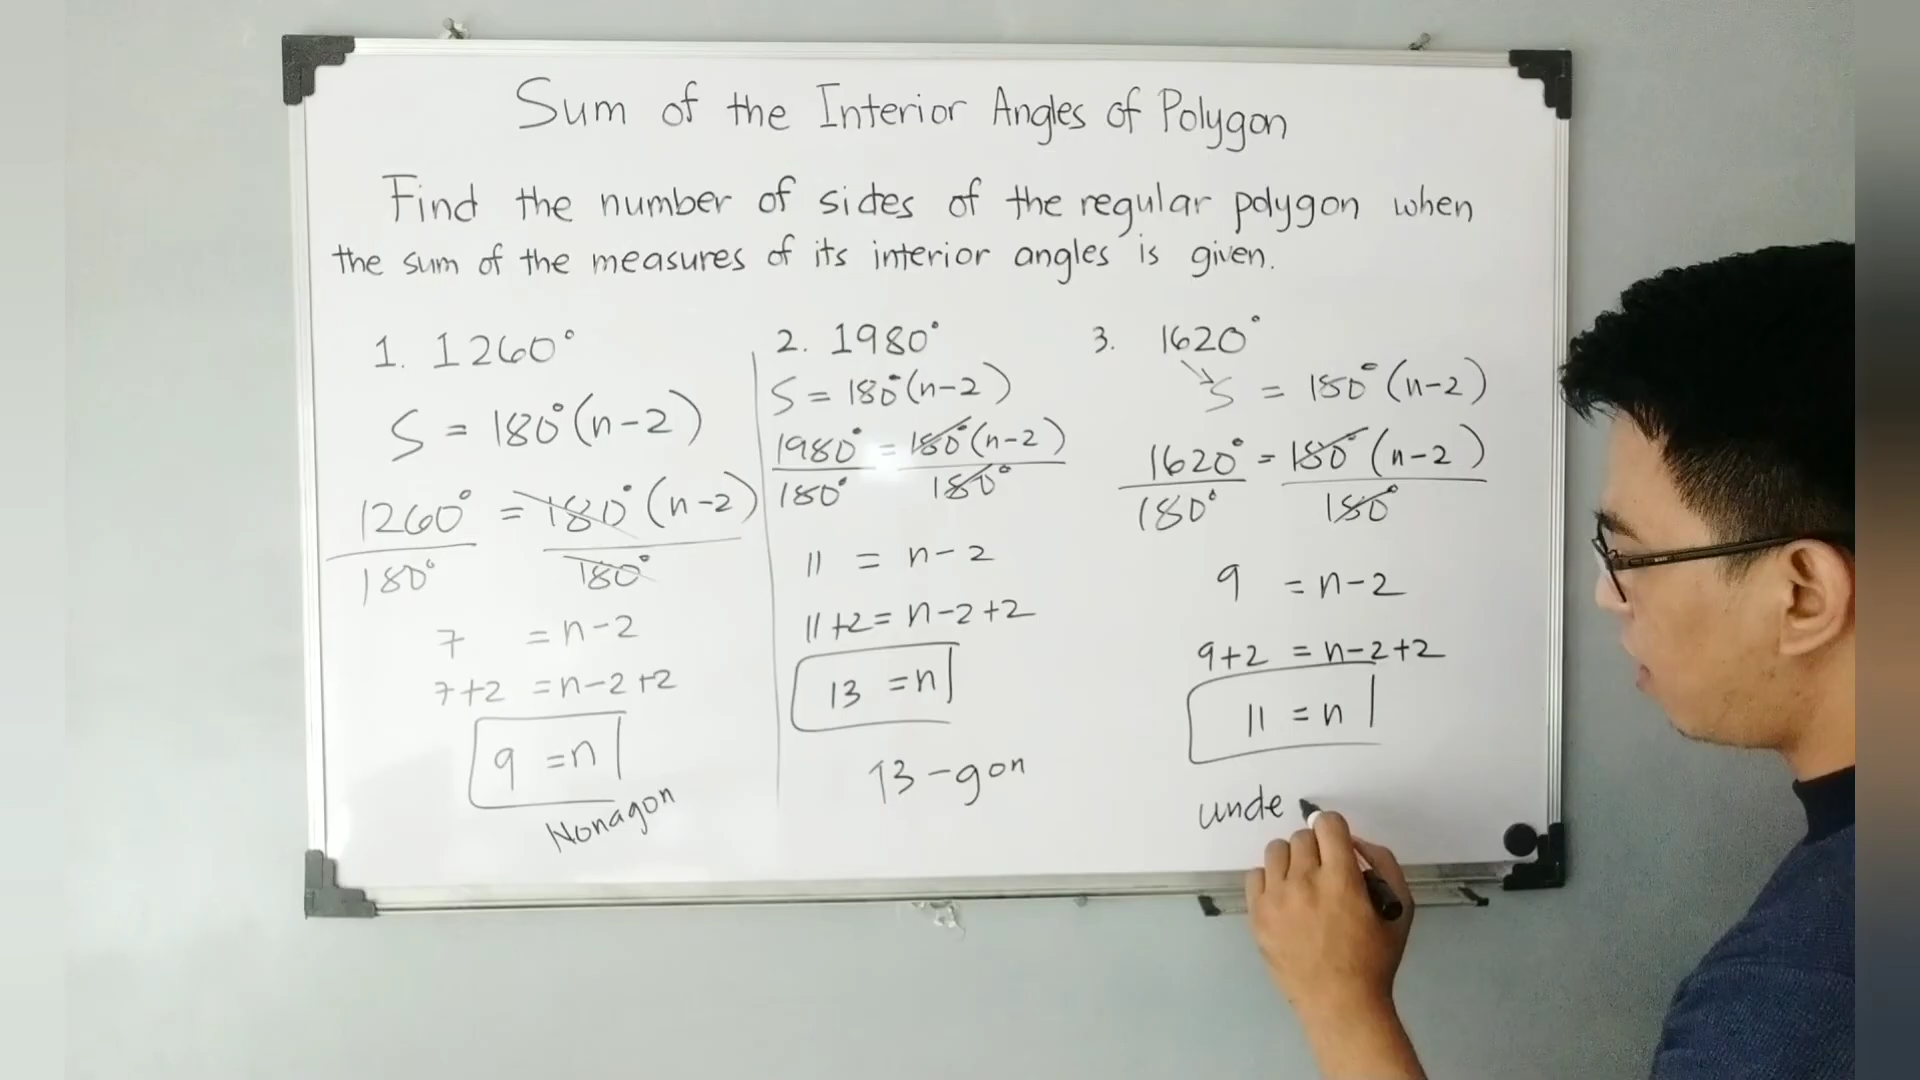 Sum of the Interior Angles of Polygon
Find the number of sides of the regular polygon when
the sum of the measures of its interior angles is given.
1. 1260°
S = 180°(n-2)
1260° = 180°(n-2)
180° 180°
7 = n-2
7+2 = n-2+2
9 = n
Nonagon
2. 1980°
S = 180°(n-2)
1980° = 180°(n-2)
180° 180°
11 = n-2
11+2 = n-2+2
13 = n
13-gon
3. 1620°
S = 180°(n-2)
1620° = 180°(n-2)
180° 180°
9 = n-2
9+2 = n-2+2
11 = n
unde